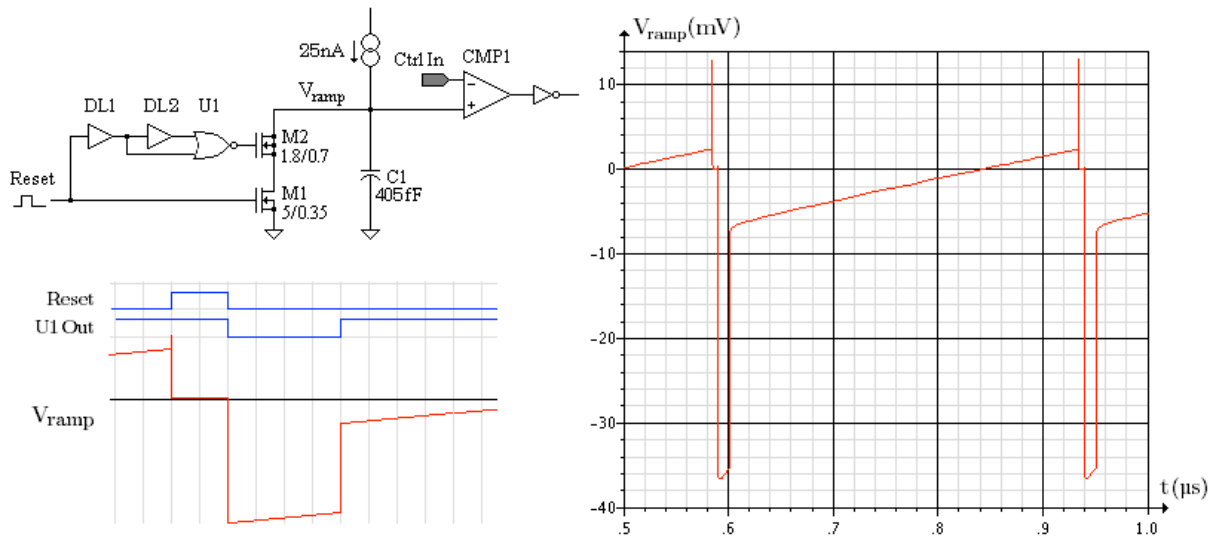 25nA
Ctrl In
CMP1
−
+
Vramp
DL1
DL2
U1
M2
1.8/0.7
Reset
M1
5/0.35
C1
405fF
Reset
U1 Out
Vramp
Vramp(mV)
10
0
-10
-20
-30
-40
.5
.6
.7
.8
.9
1.0
t(µs)